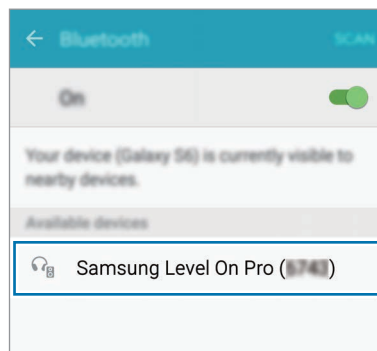 Bluetooth SCAN
On
Your device (Galaxy S6) is currently visible to
nearby devices.
Available devices
Samsung Level On Pro ( )